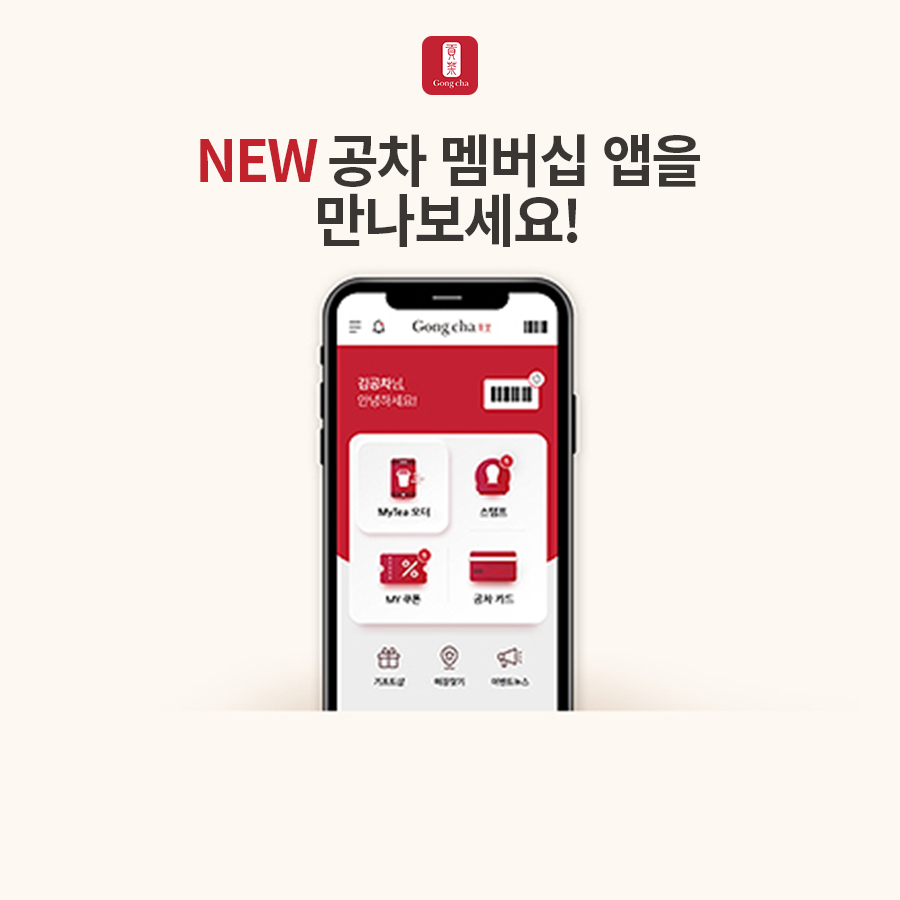 貢茶
Gong cha
NEW 공차 멤버십 앱을
만나보세요!
Gong cha 貢茶
김공차님,
안녕하세요!
MyTea 오더
스탬프
MY 쿠폰
공차 카드
기프트샵
매장찾기
이벤트뉴스